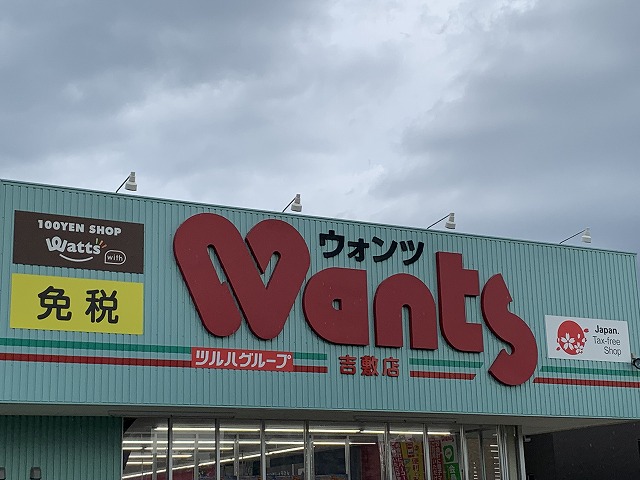 100YEN SHOP
Watts
with
免税
ウォンツ
Wants
ツルハグループ
吉敷店
Japan.
Tax-free
Shop